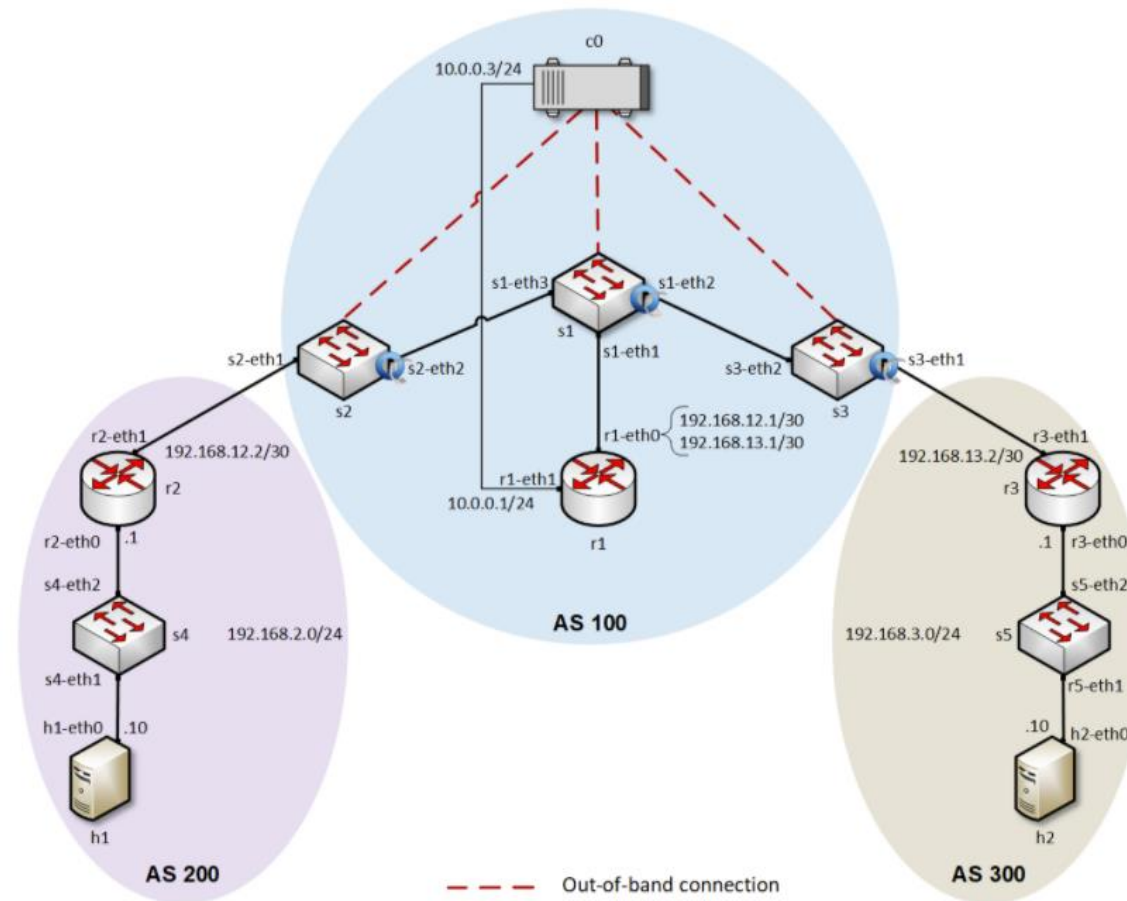 c0
10.0.0.3/24
s1-eth3
s1-eth2
s1
s1-eth1
s2-eth1
s2-eth2
s2
s3-eth2
s3-eth1
s3
r1-eth0
192.168.12.1/30
192.168.13.1/30
r2-eth1
192.168.12.2/30
r2
r1-eth1
10.0.0.1/24
r1
r3-eth1
192.168.13.2/30
r3
r2-eth0
.1
.1
r3-eth0
s4-eth2
s5-eth2
AS 100
s4
192.168.2.0/24
192.168.3.0/24
s5
s4-eth1
r5-eth1
h1-eth0
.10
.10
h2-eth0
h1
h2
AS 200
AS 300
Out-of-band connection